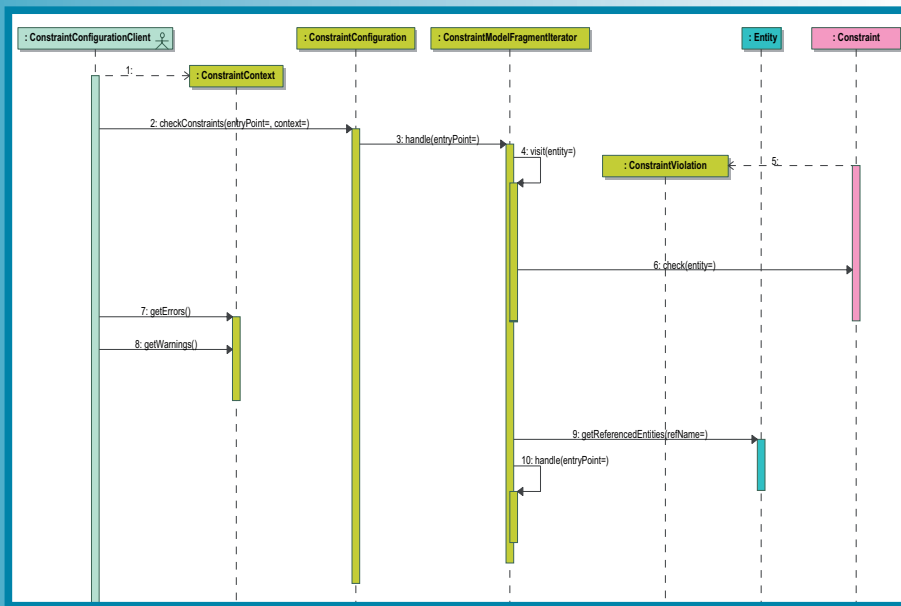 : ConstraintConfigurationClient
: ConstraintConfiguration
: ConstraintModelFragmentIterator
: Entity
: Constraint
1:
: ConstraintContext
2: checkConstraints(entryPoint=, context=)
3: handle(entryPoint=)
4: visit(entity=)
: ConstraintViolation
5:
6: check(entity=)
7: getErrors()
8: getWarnings()
9: getReferencedEntities(refName=)
10: handle(entryPoint=)